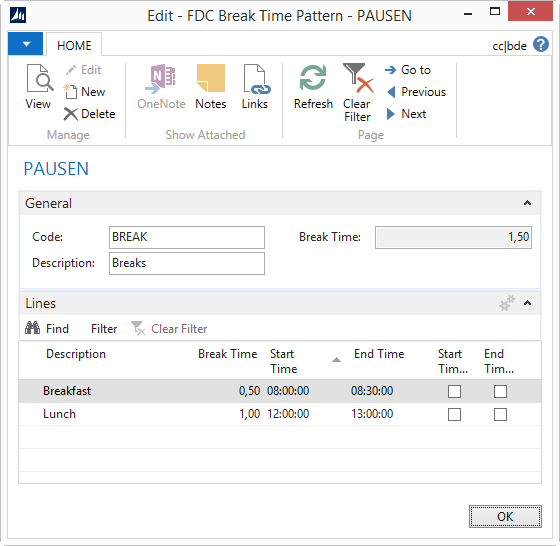 Edit - FDC Break Time Pattern - PAUSEN
HOME
cc|bde
View
Edit
New
Delete
Manage
OneNote
Notes
Links
Show Attached
Refresh
Clear
Filter
Go to
Previous
Next
Page
PAUSEN
General
Code: BREAK
Break Time: 1,50
Description: Breaks
Lines
Find Filter Clear Filter
Description Break Time Start Time End Time Start Tim... End Tim...
Breakfast 0,50 08:00:00 08:30:00
Lunch 1,00 12:00:00 13:00:00
OK